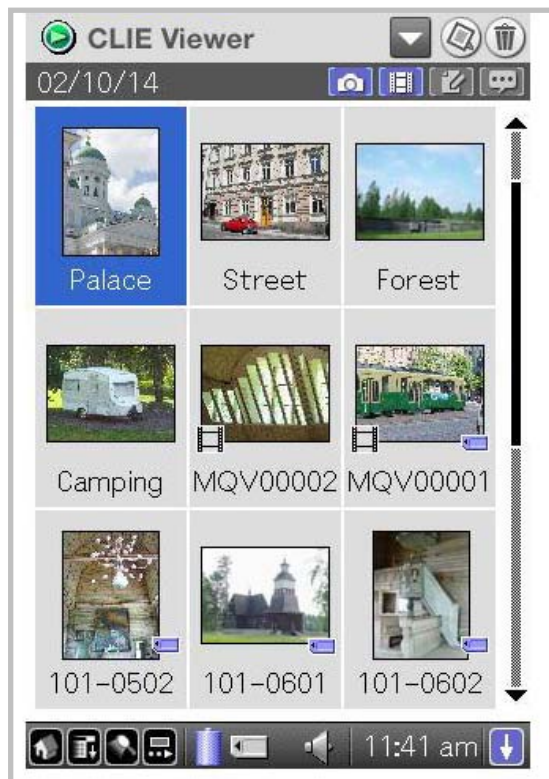 CLIE Viewer
02/10/14
Palace Street Forest
Camping MQV00002 MQV00001
101-0502 101-0601 101-0602
11:41 am